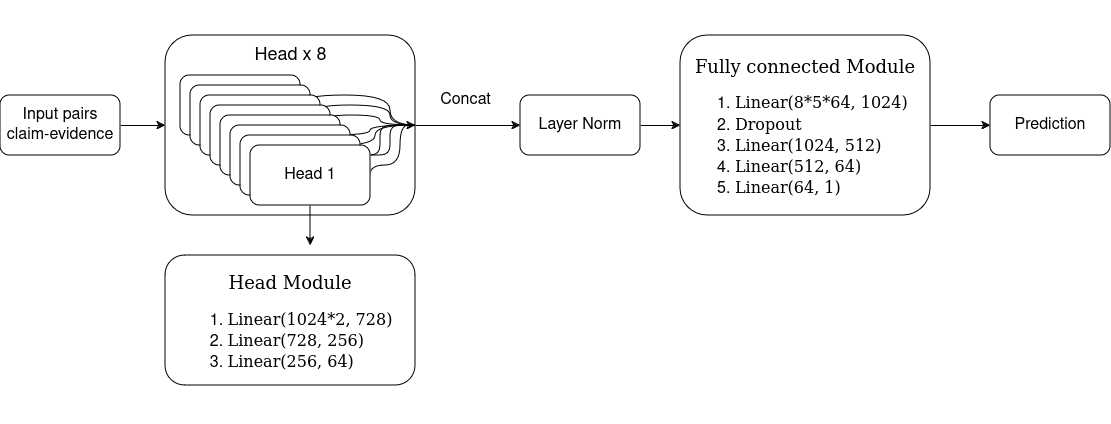 Input pairs
claim-evidence
Head x 8
Head 1
Concat
Layer Norm
Fully connected Module
1. Linear(8*5*64, 1024)
2. Dropout
3. Linear(1024, 512)
4. Linear(512, 64)
5. Linear(64, 1)
Prediction
Head Module
1. Linear(1024*2, 728)
2. Linear(728, 256)
3. Linear(256, 64)